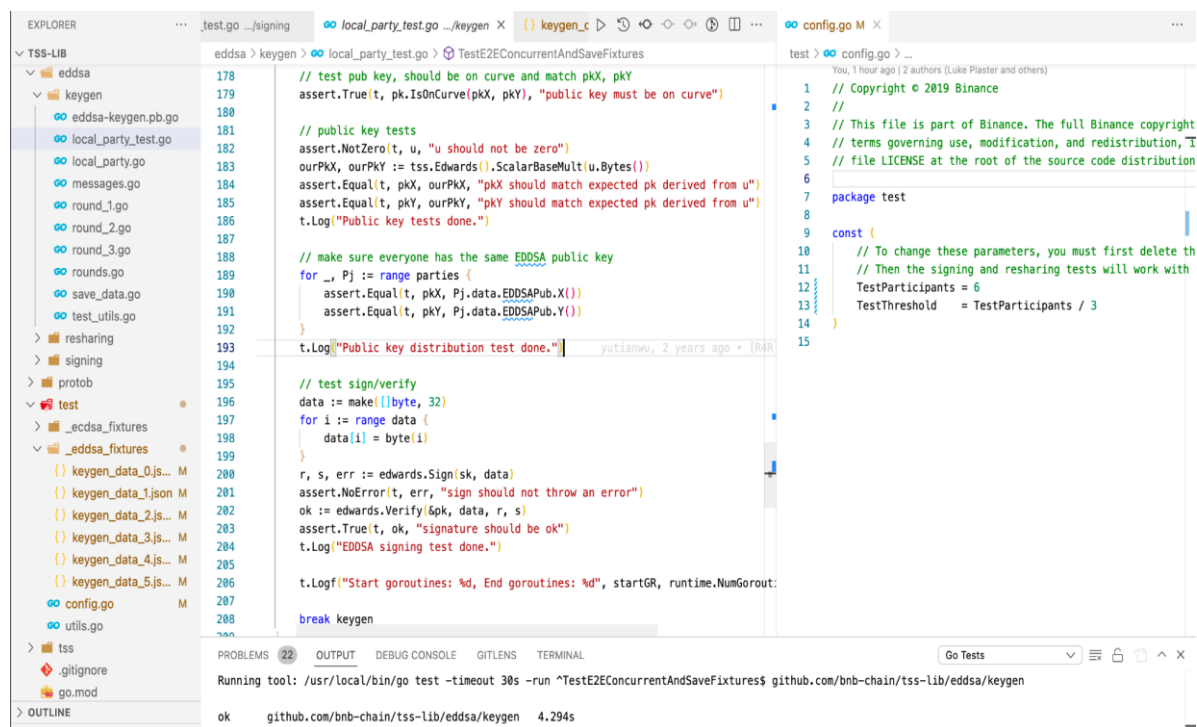 EXPLORER
···
TSS-LIB
eddsa
keygen
eddsa-keygen.pb.go
local_party_test.go
local_party.go
messages.go
round_1.go
round_2.go
round_3.go
rounds.go
save_data.go
test_utils.go
resharing
signing
protob
test
_ecdsa_fixtures
_eddsa_fixtures
keygen_data_0.js... M
keygen_data_1.json M
keygen_data_2.js... M
keygen_data_3.js... M
keygen_data_4.js... M
keygen_data_5.js... M
config.go M
utils.go
tss
.gitignore
go.mod
OUTLINE
_test.go .../signing
local_party_test.go .../keygen
keygen_c
eddsa > keygen > local_party_test.go > TestE2EConcurrentAndSaveFixtures
178 // test pub key, should be on curve and match pkX, pkY
179 assert.True(t, pk.IsOnCurve(pkX, pkY), "public key must be on curve")
180
181 // public key tests
182 assert.NotZero(t, u, "u should not be zero")
183 ourPkX, ourPkY := tss.Edwards().ScalarBaseMult(u.Bytes())
184 assert.Equal(t, pkX, ourPkX, "pkX should match expected pk derived from u")
185 assert.Equal(t, pkY, ourPkY, "pkY should match expected pk derived from u")
186 t.Log("Public key tests done.")
187
188 // make sure everyone has the same EDDSA public key
189 for _, Pj := range parties {
190 assert.Equal(t, pkX, Pj.data.EDDSAPub.X())
191 assert.Equal(t, pkY, Pj.data.EDDSAPub.Y())
192 }
193 t.Log("Public key distribution test done.") yutianwu, 2 years ago • [R4R
194
195 // test sign/verify
196 data := make([]byte, 32)
197 for i := range data {
198 data[i] = byte(i)
199 }
200 r, s, err := edwards.Sign(sk, data)
201 assert.NoError(t, err, "sign should not throw an error")
202 ok := edwards.Verify(&pk, data, r, s)
203 assert.True(t, ok, "signature should be ok")
204 t.Log("EDDSA signing test done.")
205
206 t.Logf("Start goroutines: %d, End goroutines: %d", startGR, runtime.NumGorout
207
208 break keygen
config.go M
···
test > config.go > ...
You, 1 hour ago | 2 authors (Luke Plaster and others)
1 // Copyright © 2019 Binance
2 //
3 // This file is part of Binance. The full Binance copyright
4 // terms governing use, modification, and redistribution,
5 // file LICENSE at the root of the source code distribution
6
7 package test
8
9 const (
10 // To change these parameters, you must first delete th
11 // Then the signing and resharing tests will work with
12 TestParticipants = 6
13 TestThreshold = TestParticipants / 3
14 )
15
PROBLEMS 22 OUTPUT DEBUG CONSOLE GITLENS TERMINAL
Go Tests
Running tool: /usr/local/bin/go test -timeout 30s -run ^TestE2EConcurrentAndSaveFixtures$ github.com/bnb-chain/tss-lib/eddsa/keygen
ok github.com/bnb-chain/tss-lib/eddsa/keygen 4.294s